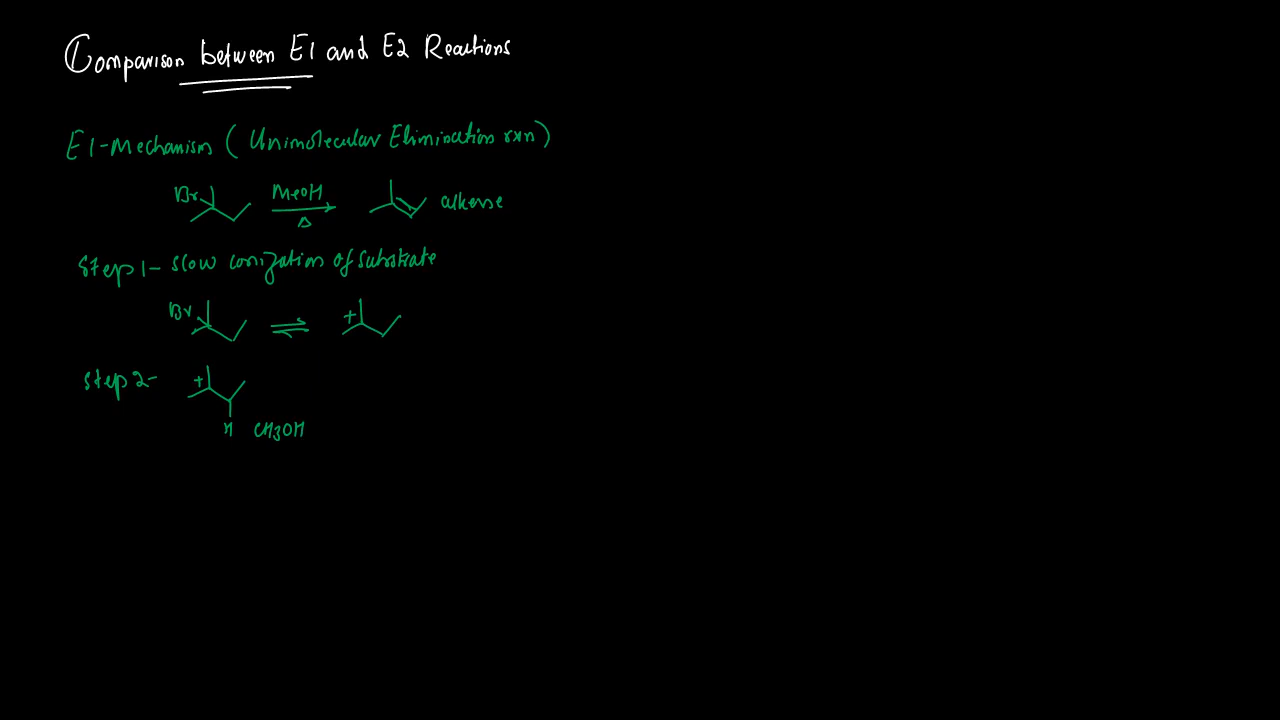 Comparison between E1 and E2 Reactions
E1-Mechanism (Unimolecular Elimination rxn)
Br MeOH
Δ alkene
Step 1- Slow ionization of Substrate
Br +
Step 2- +
H CH3OH